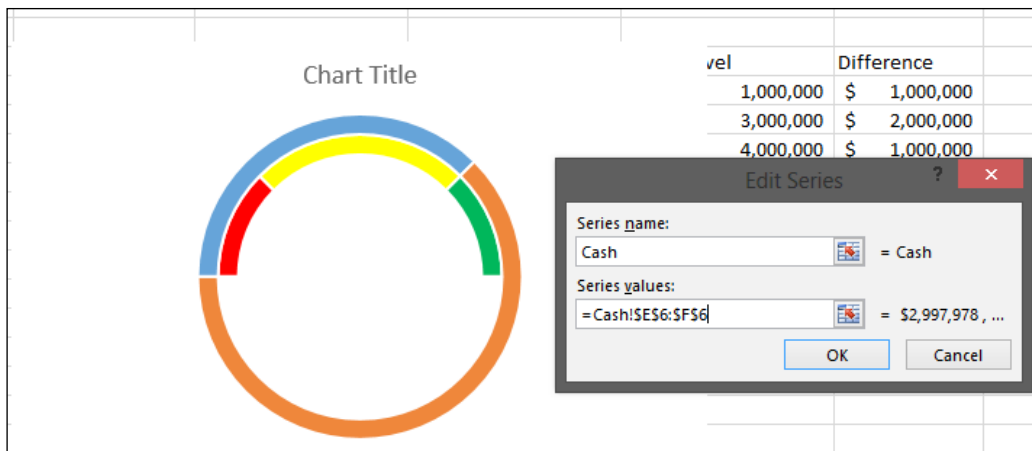 Chart Title
vel Difference
1,000,000 $ 1,000,000
3,000,000 $ 2,000,000
4,000,000 $ 1,000,000
Edit Series
?
Series name:
Cash = Cash
Series values:
=Cash!$E$6:$F$6 = $2,997,978 , ...
OK Cancel